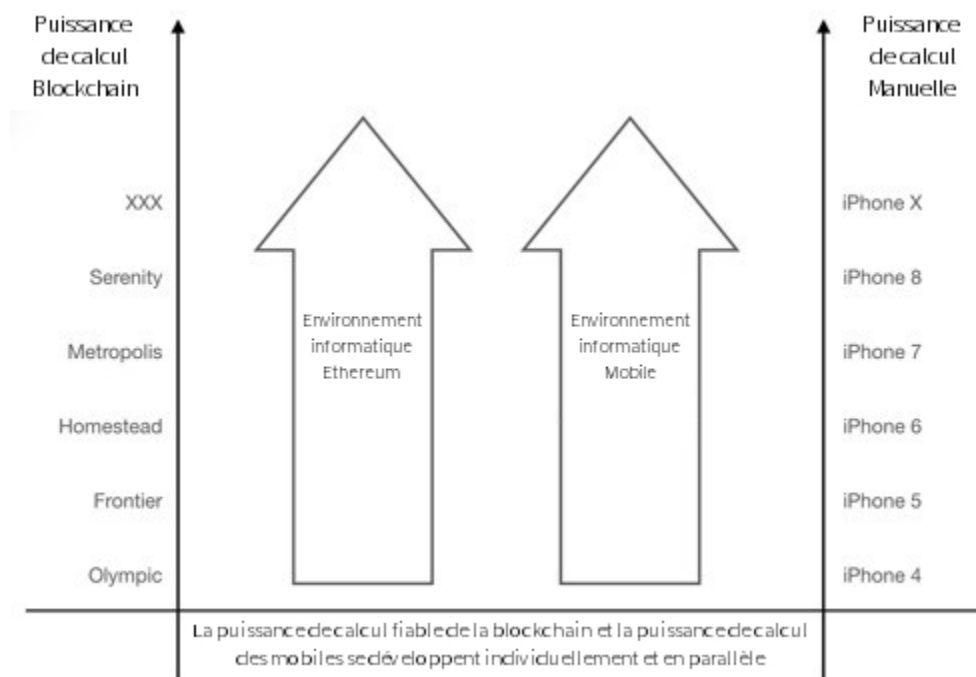 Puissance
de calcul
Blockchain
Puissance
de calcul
Manuelle
XXX
Serenity
Metropolis
Homestead
Frontier
Olympic
Environnement
informatique
Ethereum
Environnement
informatique
Mobile
iPhone X
iPhone 8
iPhone 7
iPhone 6
iPhone 5
iPhone 4
La puissance de calcul fiable de la blockchain et la puissance de calcul
des mobiles se développent individuellement et en parallèle